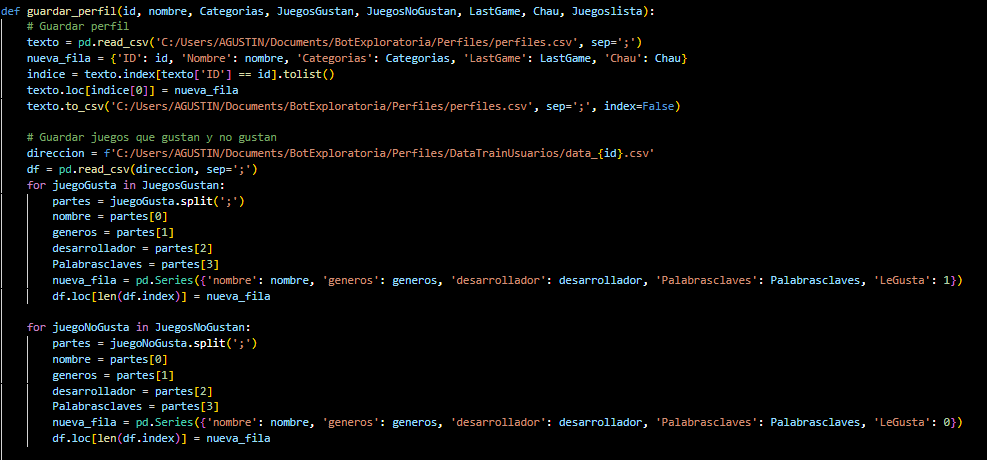 def guardar_perfil(id, nombre, Categorias, JuegosGustan, JuegosNoGustan, LastGame, Chau, Juegoslista):
    # Guardar perfil
    texto = pd.read_csv('C:/Users/AGUSTIN/Documents/BotExploratoria/Perfiles/perfiles.csv', sep=';')
    nueva_fila = {'ID': id, 'Nombre': nombre, 'Categorias': Categorias, 'LastGame': LastGame, 'Chau': Chau}
    indice = texto.index[texto['ID'] == id].tolist()
    texto.loc[indice[0]] = nueva_fila
    texto.to_csv('C:/Users/AGUSTIN/Documents/BotExploratoria/Perfiles/perfiles.csv', sep=';', index=False)

    # Guardar juegos que gustan y no gustan
    direccion = f'C:/Users/AGUSTIN/Documents/BotExploratoria/Perfiles/DataTrainUsuarios/data_{id}.csv'
    df = pd.read_csv(direccion, sep=';')
    for juegoGusta in JuegosGustan:
        partes = juegoGusta.split(';')
        nombre = partes[0]
        generos = partes[1]
        desarrollador = partes[2]
        Palabrasclaves = partes[3]
        nueva_fila = pd.Series({'nombre': nombre, 'generos': generos, 'desarrollador': desarrollador, 'Palabrasclaves': Palabrasclaves, 'LeGusta': 1})
        df.loc[len(df.index)] = nueva_fila

    for juegoNoGusta in JuegosNoGustan:
        partes = juegoNoGusta.split(';')
        nombre = partes[0]
        generos = partes[1]
        desarrollador = partes[2]
        Palabrasclaves = partes[3]
        nueva_fila = pd.Series({'nombre': nombre, 'generos': generos, 'desarrollador': desarrollador, 'Palabrasclaves': Palabrasclaves, 'LeGusta': 0})
        df.loc[len(df.index)] = nueva_fila